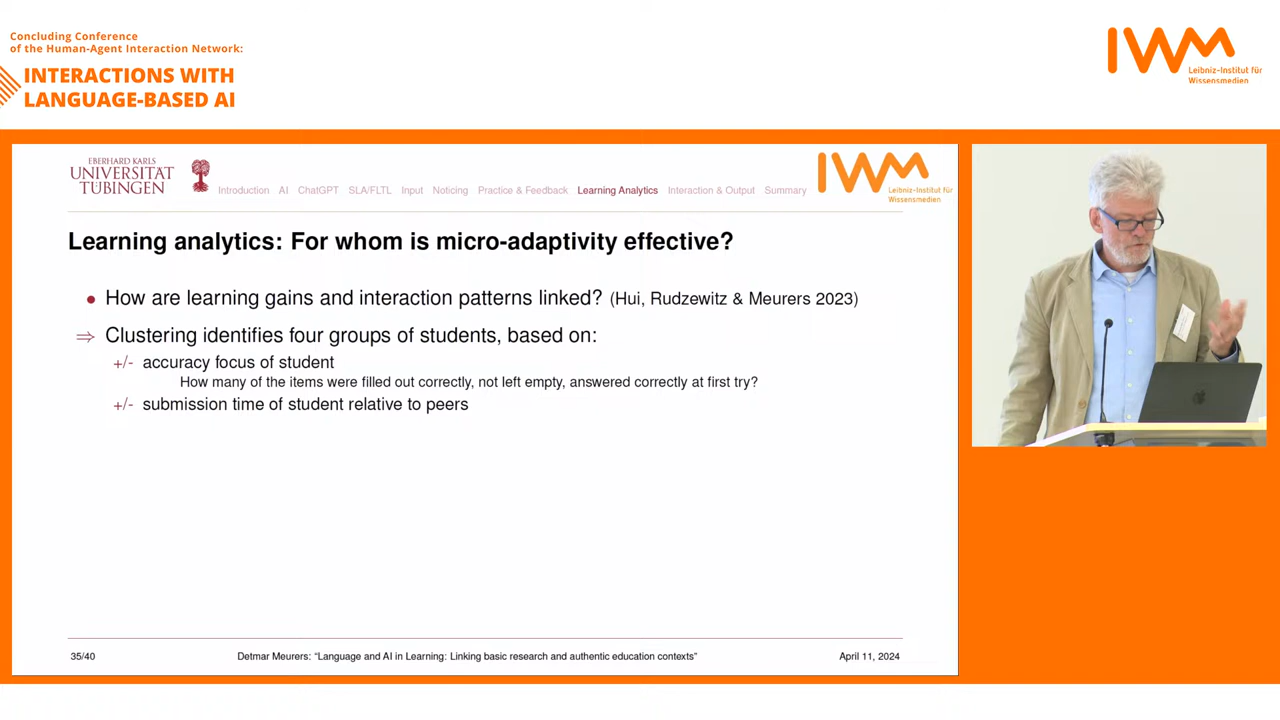 Concluding Conference
of the Human-Agent Interaction Network:
INTERACTIONS WITH
LANGUAGE-BASED AI
IWM
Leibniz-Institut für
Wissensmedien
EBERHARD KARLS
UNIVERSITÄT
TÜBINGEN
Introduction AI ChatGPT SLA/FLTL Input Noticing Practice & Feedback Learning Analytics Interaction & Output Summary
IWM
Leibniz-Institut für
Wissensmedien
Learning analytics: For whom is micro-adaptivity effective?
• How are learning gains and interaction patterns linked? (Hui, Rudzewitz & Meurers 2023)
⇒ Clustering identifies four groups of students, based on:
+/- accuracy focus of student
How many of the items were filled out correctly, not left empty, answered correctly at first try?
+/- submission time of student relative to peers
35/40 Detmar Meurers: “Language and AI in Learning: Linking basic research and authentic education contexts” April 11, 2024